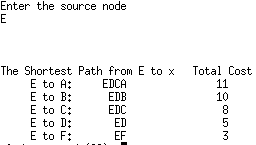 Enter the source node
E
The Shortest Path from E to x Total Cost
E to A: EDCA 11
E to B: EDB 10
E to C: EDC 8
E to D: ED 5
E to F: EF 3